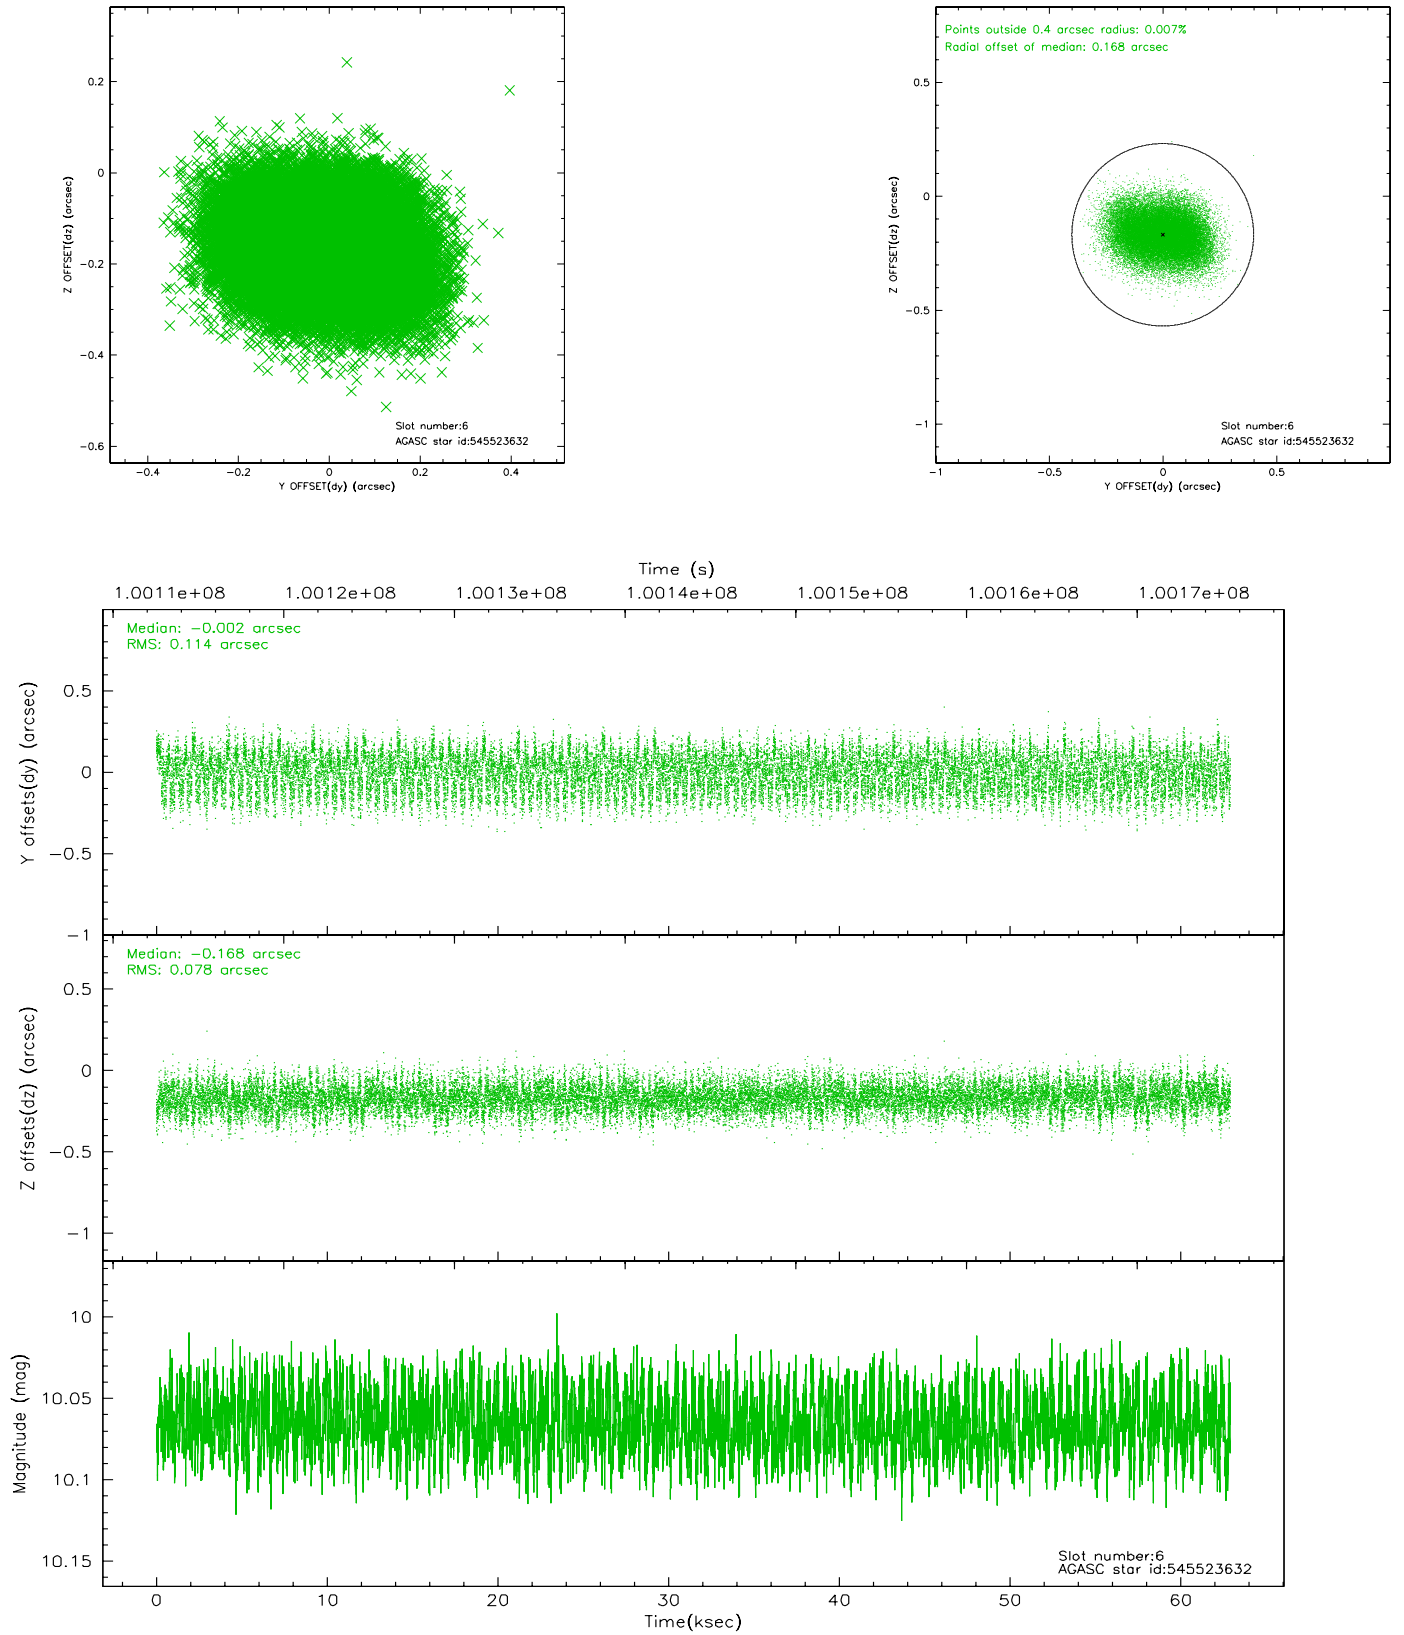 0.2
0
−0.2
−0.4
−0.6
Z OFFSET(dz) (arcsec)
Slot number:6
AGASC star id:545523632
−0.4 −0.2 0 0.2 0.4
Y OFFSET(dy) (arcsec)
Points outside 0.4 arcsec radius: 0.007%
Radial offset of median: 0.168 arcsec
0.5
0
−0.5
−1
Z OFFSET(dz) (arcsec)
Slot number:6
AGASC star id:545523632
−1 −0.5 0 0.5
Y OFFSET(dy) (arcsec)
Time (s)
1.0011e+08 1.0012e+08 1.0013e+08 1.0014e+08 1.0015e+08 1.0016e+08 1.0017e+08
Median: −0.002 arcsec
RMS: 0.114 arcsec
0.5
0
−0.5
−1
Y offsets(dy) (arcsec)
Median: −0.168 arcsec
RMS: 0.078 arcsec
0.5
0
−0.5
−1
Z offsets(dz) (arcsec)
10
10.05
10.1
10.15
Magnitude (mag)
Slot number:6
AGASC star id:545523632
0 10 20 30 40 50 60
Time(ksec)